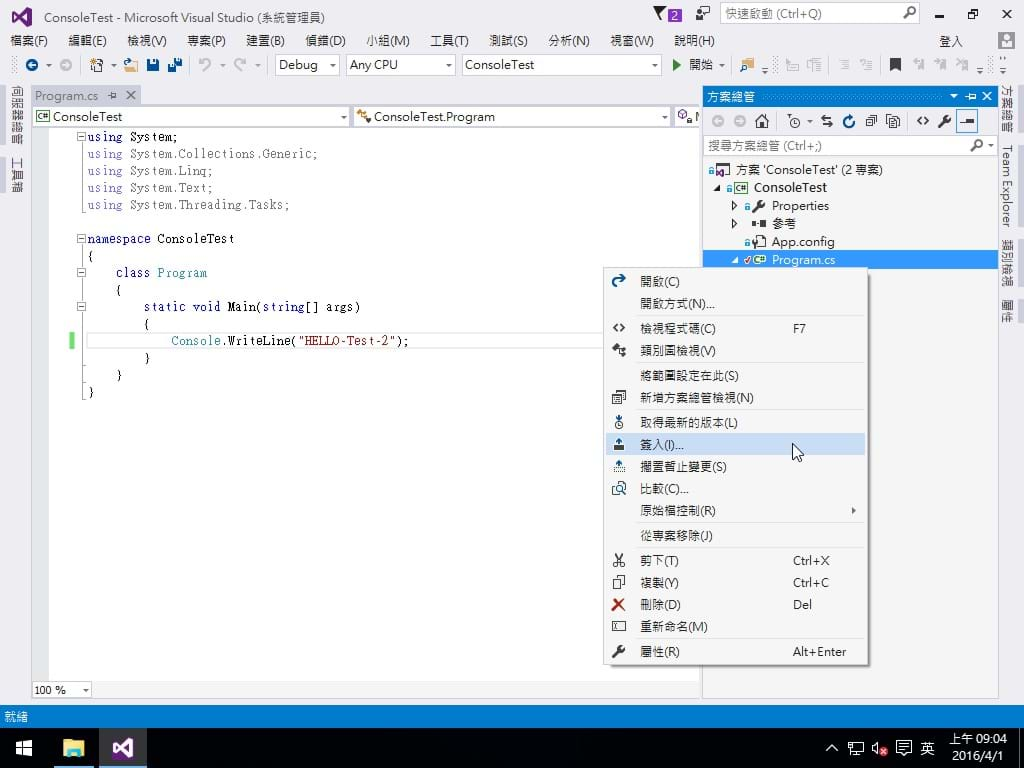 ConsoleTest - Microsoft Visual Studio (系統管理員)
2
快速啟動 (Ctrl+Q)
檔案(F) 編輯(E) 檢視(V) 專案(P) 建置(B) 偵錯(D) 小組(M) 工具(T) 測試(S) 分析(N) 視窗(W) 說明(H)
登入
Debug Any CPU ConsoleTest 開始
伺服器總管
工具箱
Program.cs
ConsoleTest ConsoleTest.Program
using System;
using System.Collections.Generic;
using System.Linq;
using System.Text;
using System.Threading.Tasks;
namespace ConsoleTest
{
class Program
{
static void Main(string[] args)
{
Console.WriteLine("HELLO-Test-2");
}
}
}
100 %
方案總管
搜尋方案總管 (Ctrl+;)
方案 'ConsoleTest' (2 專案)
ConsoleTest
Properties
參考
App.config
Program.cs
方案總管
Team Explorer
類別檢視
屬性
開啟(C)
開啟方式(N)...
檢視程式碼(C) F7
類別圖檢視(V)
將範圍設定在此(S)
新增方案總管檢視(N)
取得最新的版本(L)
簽入(I)...
擱置暫止變更(S)
比較(C)...
原始檔控制(R)
從專案移除(J)
剪下(T) Ctrl+X
複製(Y) Ctrl+C
刪除(D) Del
重新命名(M)
屬性(R) Alt+Enter
就緒
英
上午 09:04
2016/4/1